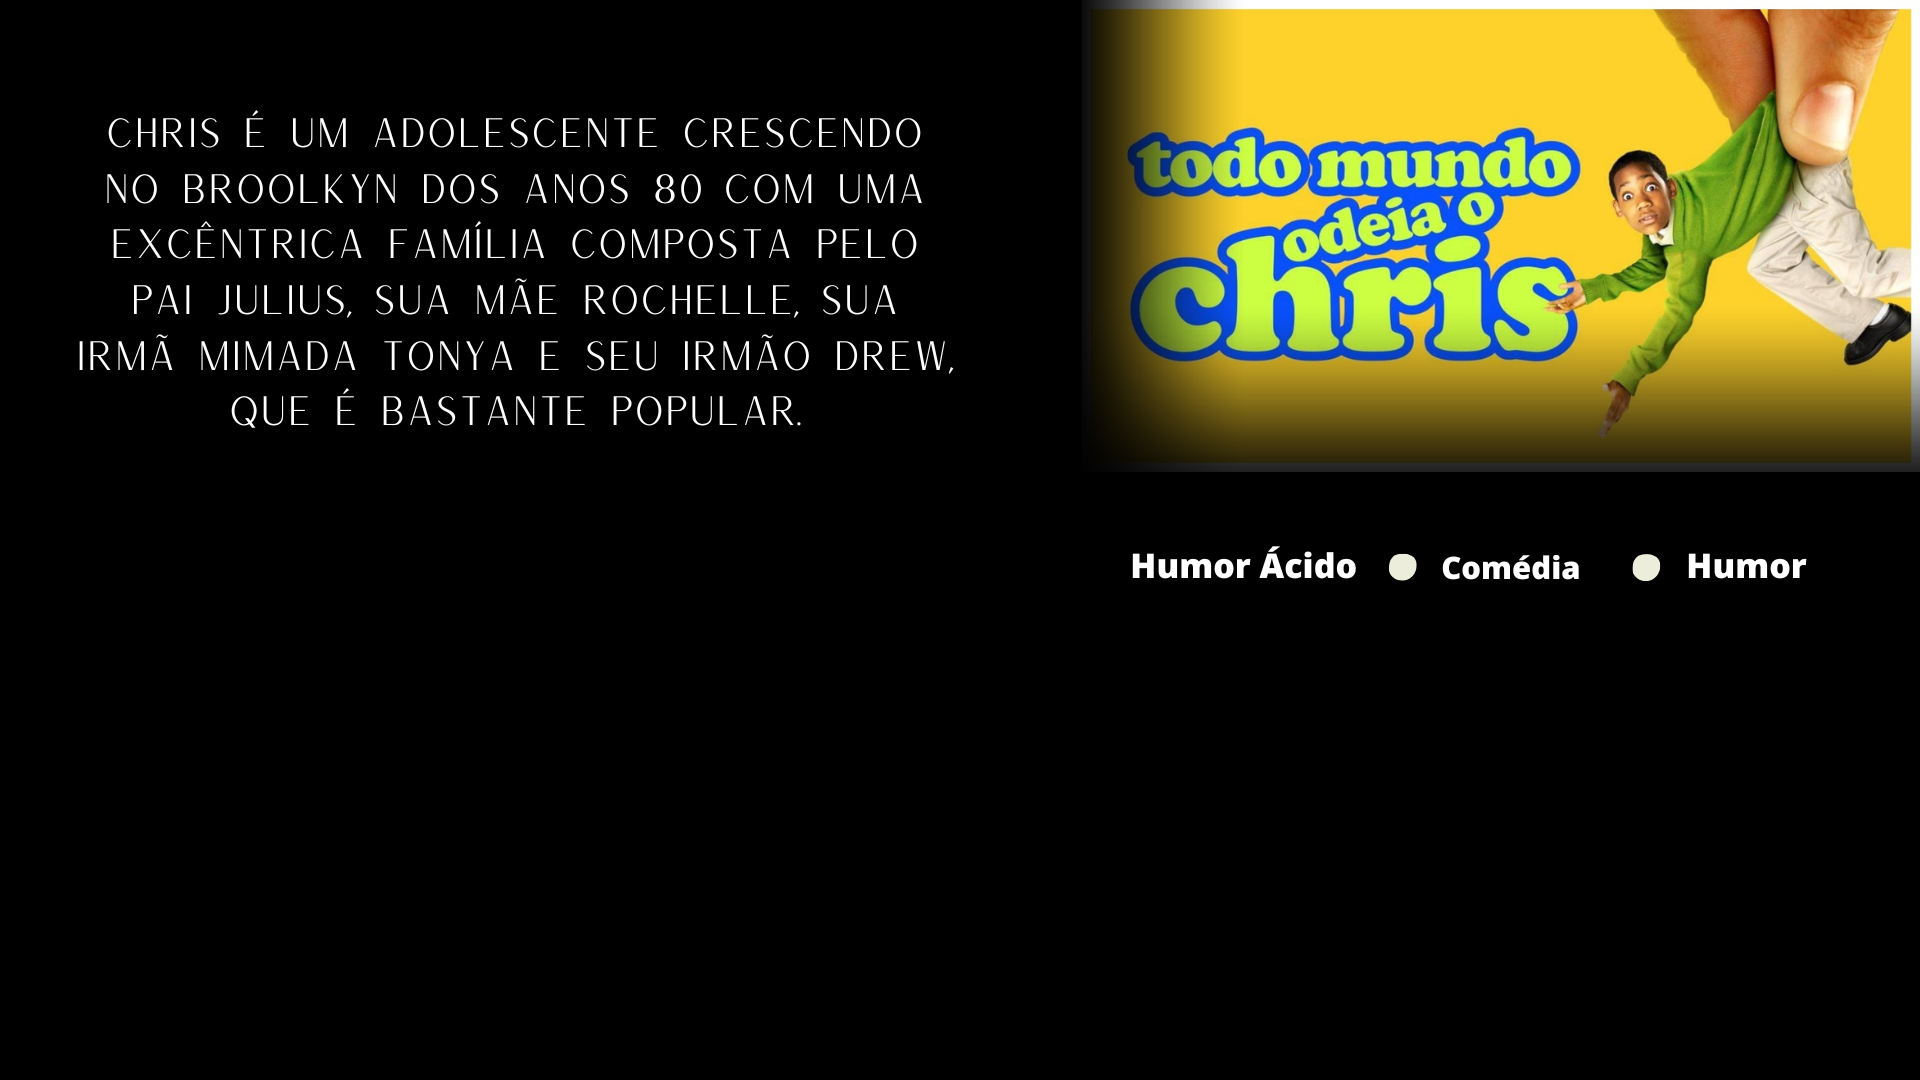 CHRIS É UM ADOLESCENTE CRESCENDO
NO BROOLKYN DOS ANOS 80 COM UMA
EXCÊNTRICA FAMÍLIA COMPOSTA PELO
PAI JULIUS, SUA MÃE ROCHELLE, SUA
IRMÃ MIMADA TONYA E SEU IRMÃO DREW,
QUE É BASTANTE POPULAR.
todo mundo
odeia o
chris
Humor Ácido
Comédia
Humor